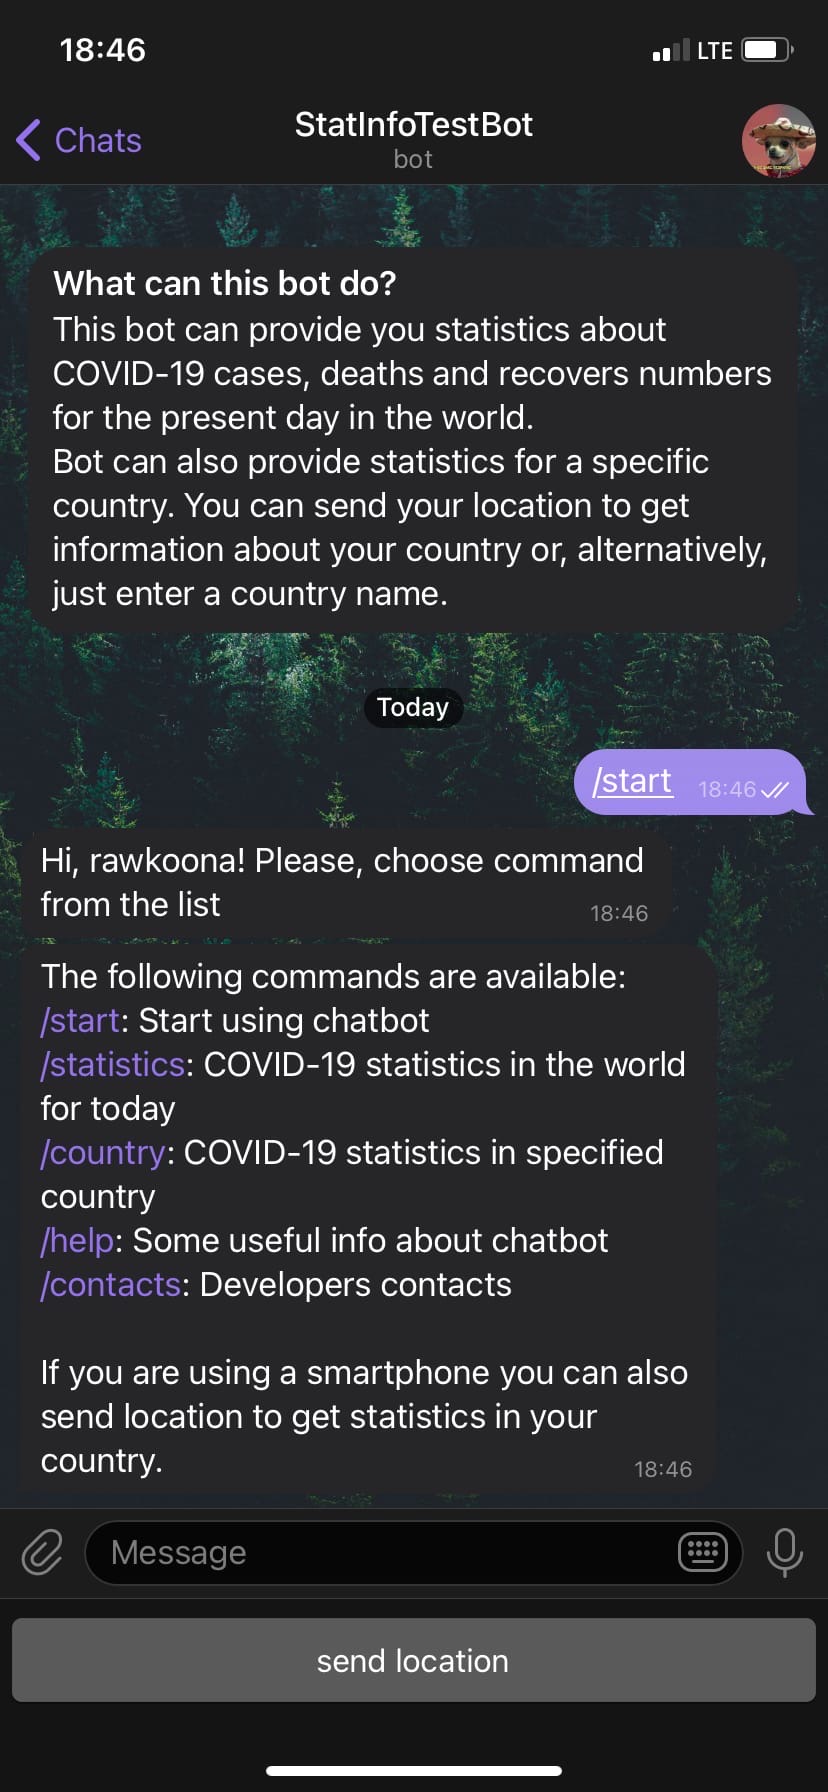 18:46
LTE
Chats
StatInfoTestBot
bot
What can this bot do?
This bot can provide you statistics about
COVID-19 cases, deaths and recovers numbers
for the present day in the world.
Bot can also provide statistics for a specific
country. You can send your location to get
information about your country or, alternatively,
just enter a country name.
Today
/start 18:46
Hi, rawkoona! Please, choose command
from the list
18:46
The following commands are available:
/start: Start using chatbot
/statistics: COVID-19 statistics in the world
for today
/country: COVID-19 statistics in specified
country
/help: Some useful info about chatbot
/contacts: Developers contacts
If you are using a smartphone you can also
send location to get statistics in your
country.
18:46
Message
send location